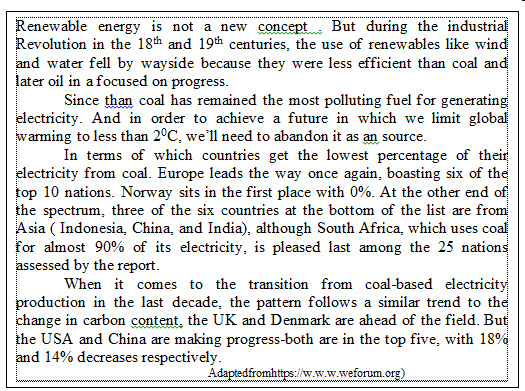 Renewable energy is not a new concept . But during the industrial
Revolution in the 18th and 19th centuries, the use of renewables like wind
and water fell by wayside because they were less efficient than coal and
later oil in a focused on progress.
Since than coal has remained the most polluting fuel for generating
electricity. And in order to achieve a future in which we limit global
warming to less than 2⁰C, we'll need to abandon it as an source.
In terms of which countries get the lowest percentage of their
electricity from coal. Europe leads the way once again, boasting six of the
top 10 nations. Norway sits in the first place with 0%. At the other end of
the spectrum, three of the six countries at the bottom of the list are from
Asia ( Indonesia, China, and India), although South Africa, which uses coal
for almost 90% of its electricity, is pleased last among the 25 nations
assessed by the report.
When it comes to the transition from coal-based electricity
production in the last decade, the pattern follows a similar trend to the
change in carbon content, the UK and Denmark are ahead of the field. But
the USA and China are making progress-both are in the top five, with 18%
and 14% decreases respectively.
Adaptedfromhttps://w.w.w.weforum.org)